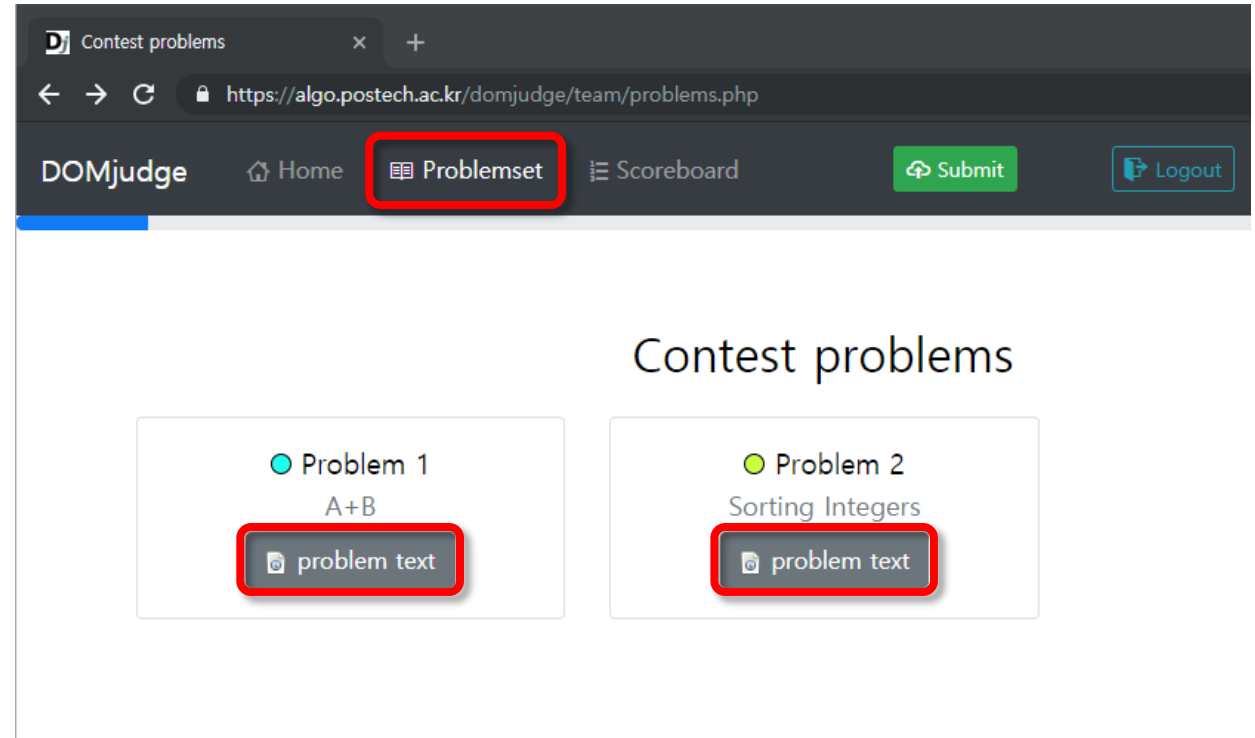 Contest problems
https://algo.postech.ac.kr/domjudge/team/problems.php
DOMjudge Home Problemset Scoreboard Submit Logout
Contest problems
Problem 1
A+B
problem text
Problem 2
Sorting Integers
problem text